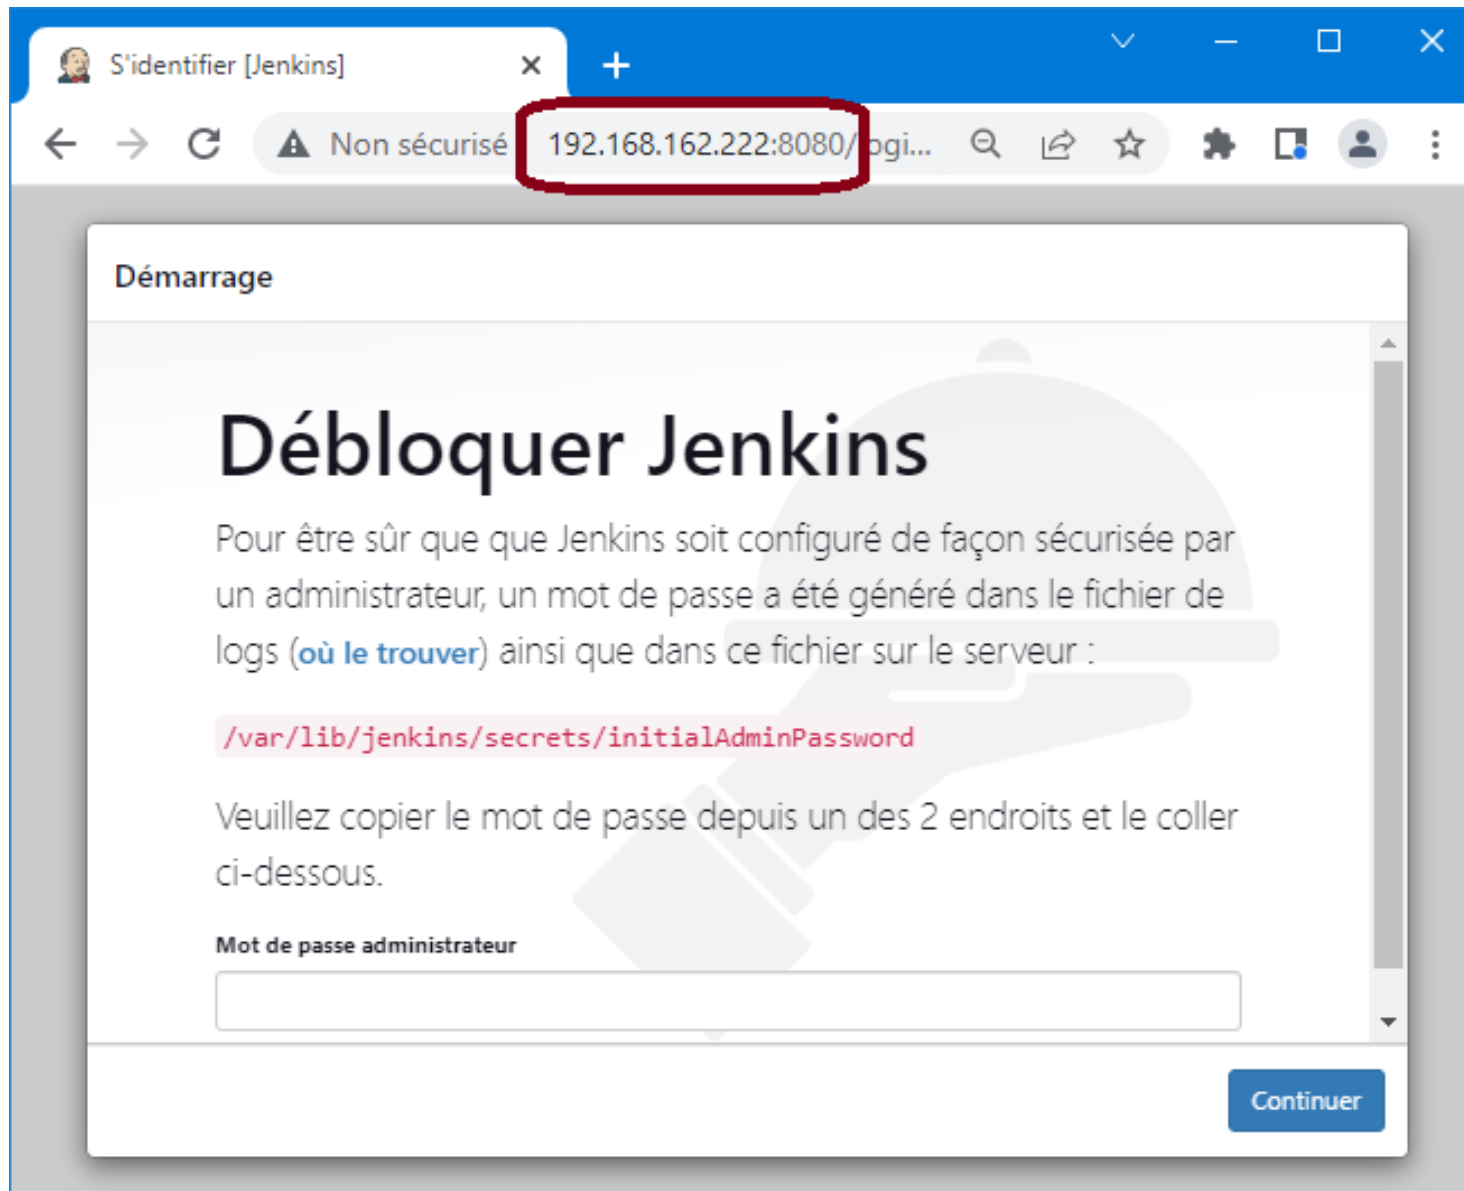 S'identifier [Jenkins]
Non sécurisé 192.168.162.222:8080/logi...
Démarrage
Débloquer Jenkins
Pour être sûr que que Jenkins soit configuré de façon sécurisée par
un administrateur, un mot de passe a été généré dans le fichier de
logs (où le trouver) ainsi que dans ce fichier sur le serveur :
/var/lib/jenkins/secrets/initialAdminPassword
Veuillez copier le mot de passe depuis un des 2 endroits et le coller
ci-dessous.
Mot de passe administrateur
Continuer